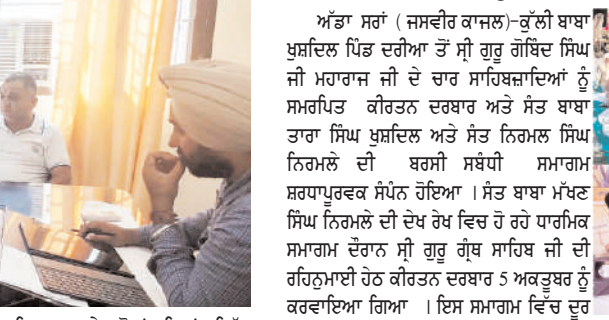 ਅੱਡਾ ਸਰਾਂ ( ਜਸਵੀਰ ਕਾਜਲ)-ਕੁੱਲੀ ਬਾਬਾ
ਖੁਸ਼ਦਿਲ ਪਿੰਡ ਦਰੀਆ ਤੋਂ ਸ੍ਰੀ ਗੁਰੂ ਗੋਬਿੰਦ ਸਿੰਘ
ਜੀ ਮਹਾਰਾਜ ਜੀ ਦੇ ਚਾਰ ਸਾਹਿਬਜ਼ਾਦਿਆਂ ਨੂੰ
ਸਮਰਪਿਤ ਕੀਰਤਨ ਦਰਬਾਰ ਅਤੇ ਸੰਤ ਬਾਬਾ
ਤਾਰਾ ਸਿੰਘ ਖੁਸ਼ਦਿਲ ਅਤੇ ਸੰਤ ਨਿਰਮਲ ਸਿੰਘ
ਨਿਰਮਲੇ ਦੀ ਬਰਸੀ ਸਬੰਧੀ ਸਮਾਗਮ
ਸ਼ਰਧਾਪੂਰਵਕ ਸੰਪੰਨ ਹੋਇਆ । ਸੰਤ ਬਾਬਾ ਮੱਖਣ
ਸਿੰਘ ਨਿਰਮਲੇ ਦੀ ਦੇਖ ਰੇਖ ਵਿਚ ਹੋ ਰਹੇ ਧਾਰਮਿਕ
ਸਮਾਗਮ ਦੌਰਾਨ ਸ੍ਰੀ ਗੁਰੂ ਗ੍ਰੰਥ ਸਾਹਿਬ ਜੀ ਦੀ
ਰਹਿਨੁਮਾਈ ਹੇਠ ਕੀਰਤਨ ਦਰਬਾਰ 5 ਅਕਤੂਬਰ ਨੂੰ
ਕਰਵਾਇਆ ਗਿਆ । ਇਸ ਸਮਾਗਮ ਵਿੱਚ ਦੂਰ